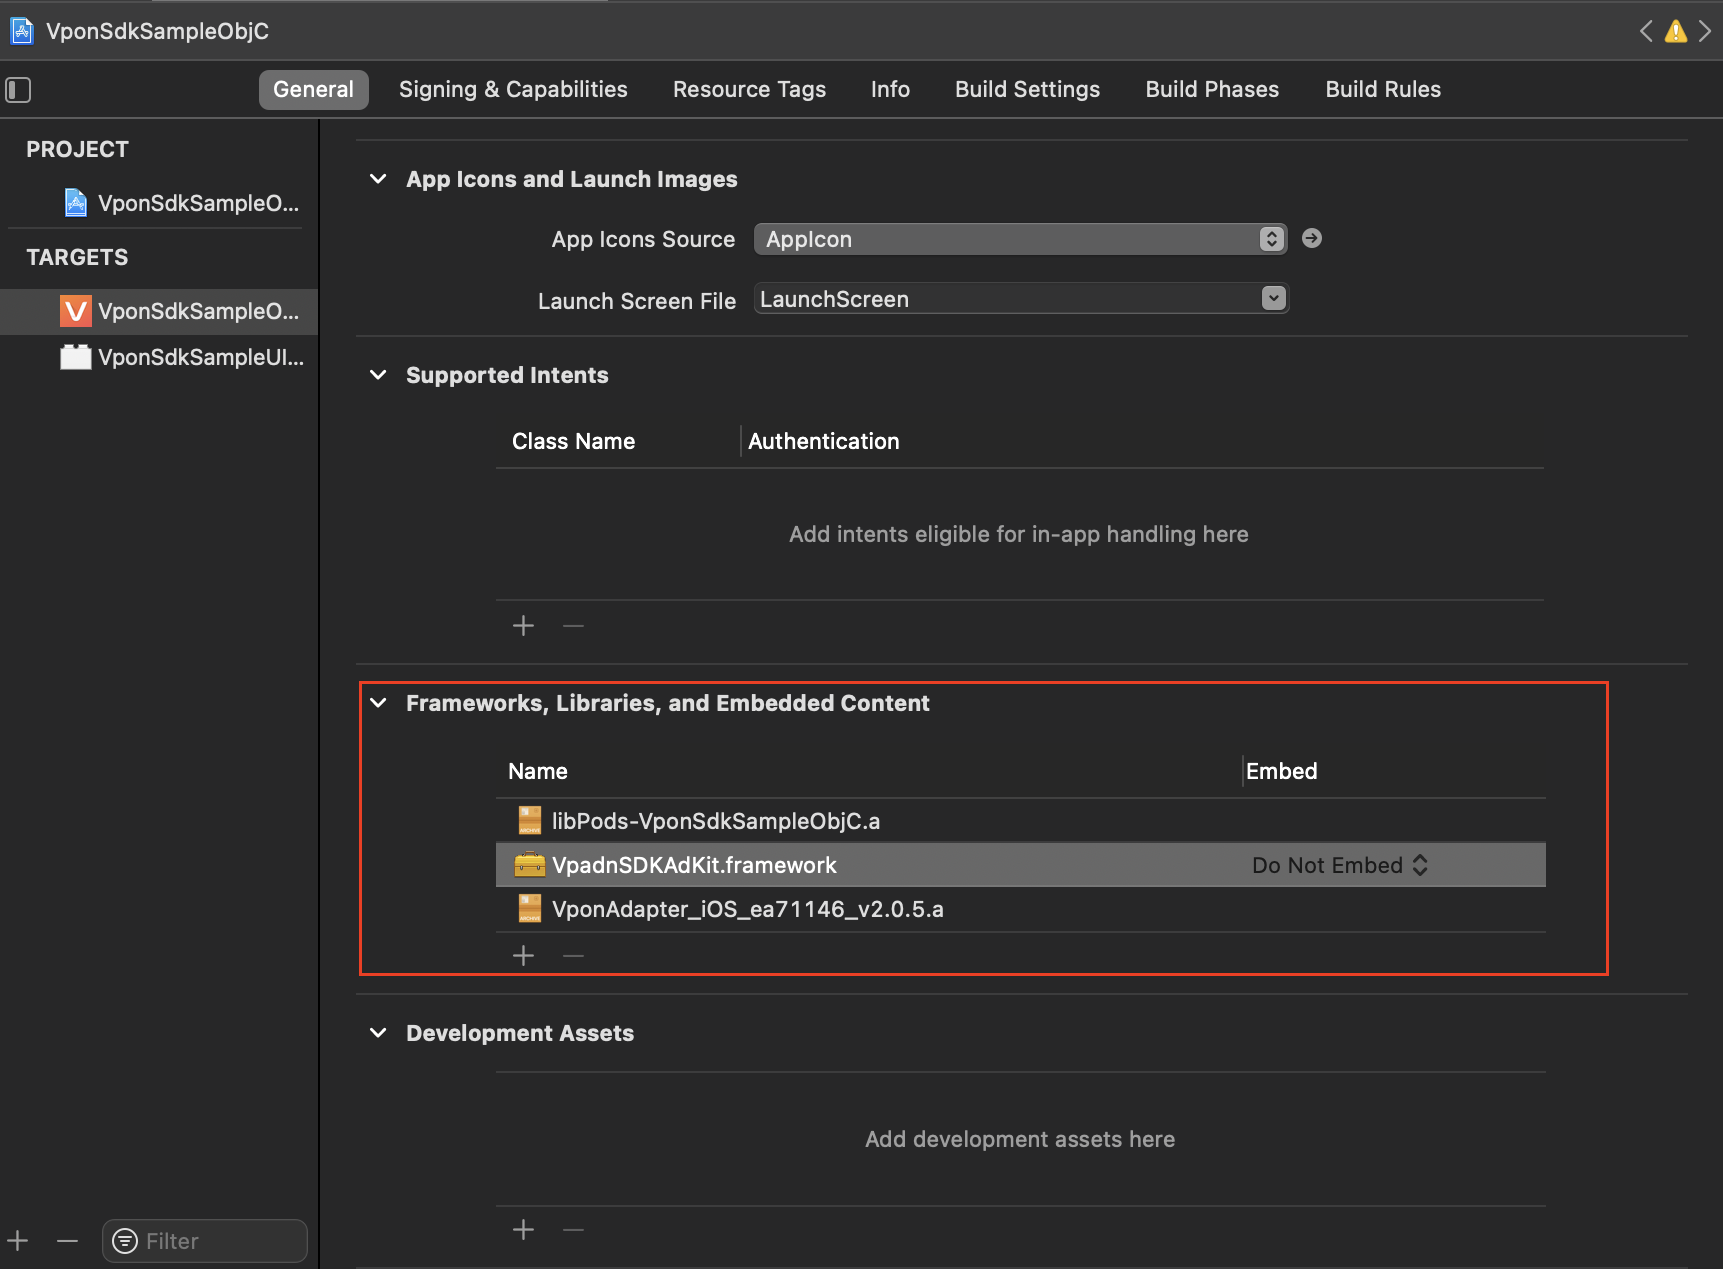 VponSdkSampleObjC
General Signing & Capabilities Resource Tags Info Build Settings Build Phases Build Rules
PROJECT
VponSdkSampleO...
TARGETS
VponSdkSampleO...
VponSdkSampleUI...
App Icons and Launch Images
App Icons Source AppIcon
Launch Screen File LaunchScreen
Supported Intents
Class Name Authentication
Add intents eligible for in-app handling here
Frameworks, Libraries, and Embedded Content
Name Embed
libPods-VponSdkSampleObjC.a
VpadnSDKAdKit.framework Do Not Embed
VponAdapter_iOS_ea71146_v2.0.5.a
Development Assets
Add development assets here
Filter